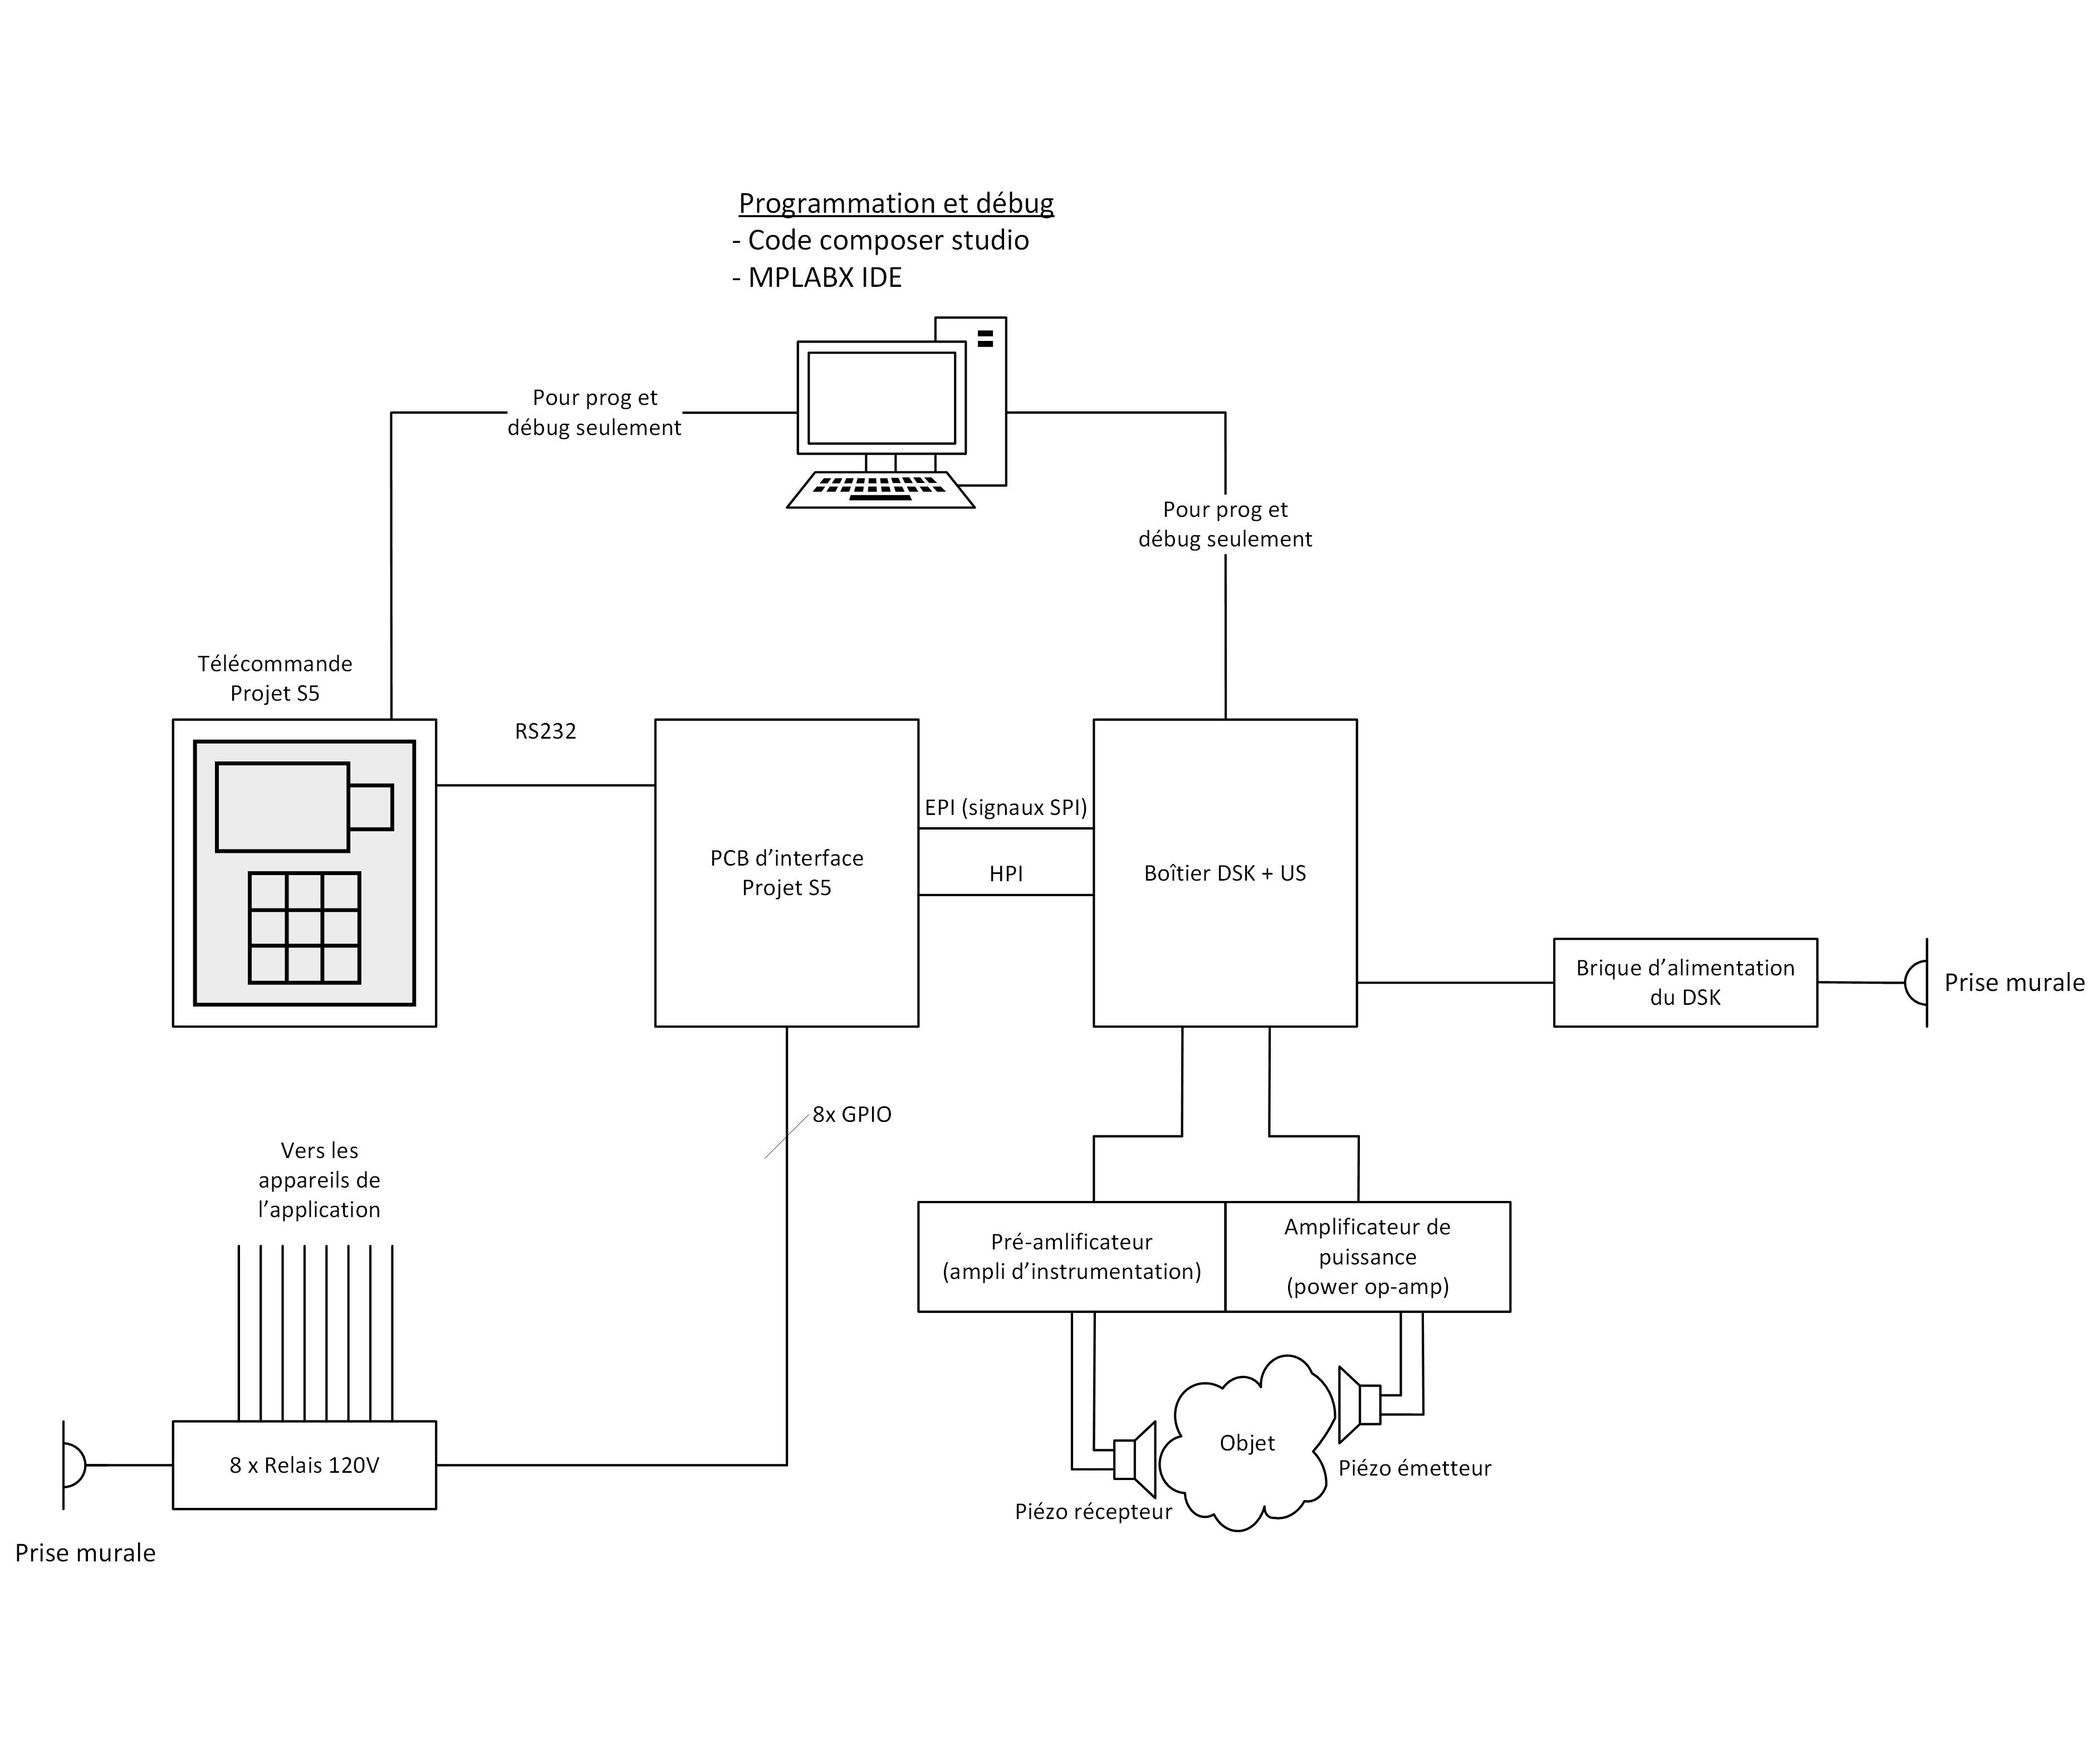 Programmation et débug
- Code composer studio
- MPLABX IDE
Pour prog et
débug seulement
Pour prog et
débug seulement
Télécommande
Projet S5
RS232
PCB d’interface
Projet S5
EPI (signaux SPI)
HPI
Boîtier DSK + US
Brique d’alimentation
du DSK
Prise murale
8x GPIO
Vers les
appareils de
l’application
Pré-amlificateur
(ampli d’instrumentation)
Amplificateur de
puissance
(power op-amp)
8 x Relais 120V
Prise murale
Objet
Piézo émetteur
Piézo récepteur